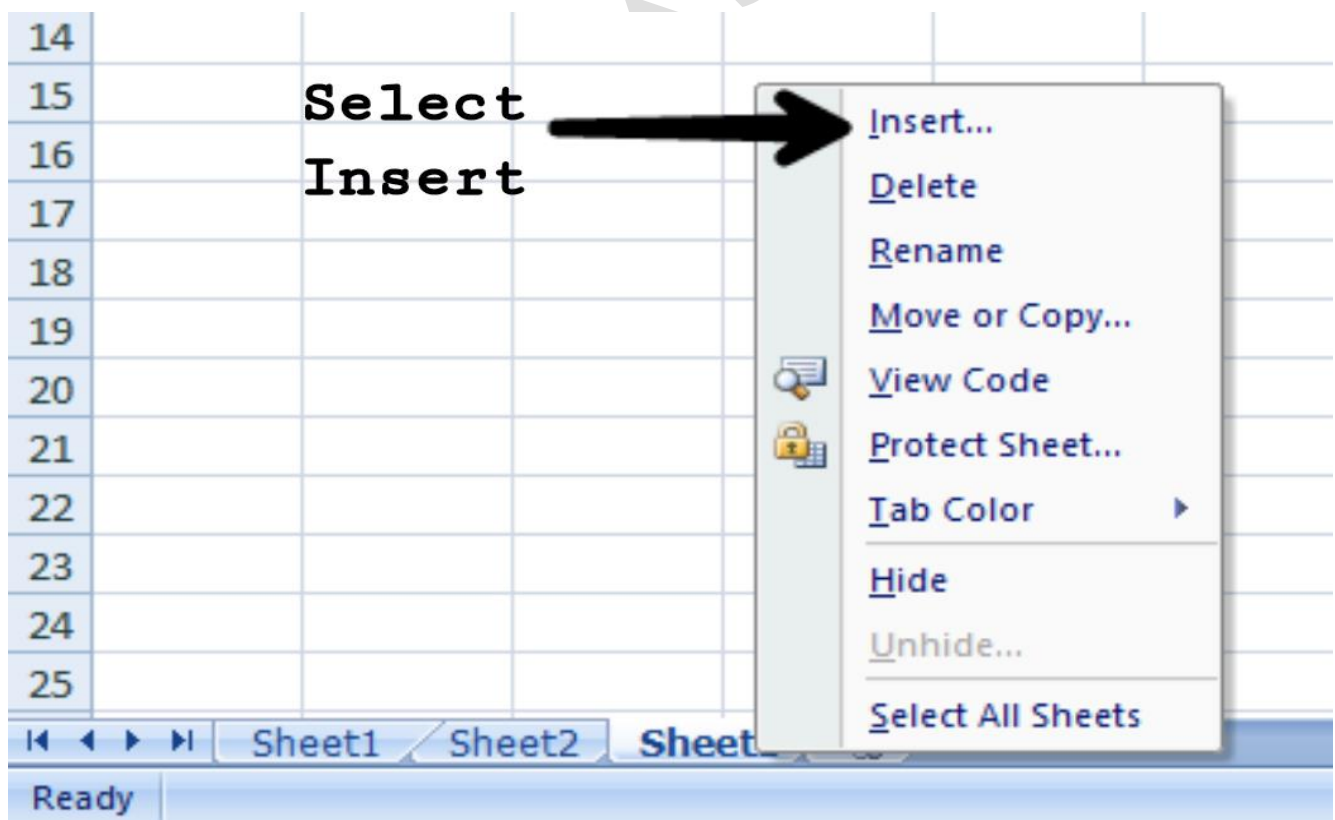 14
15
16
17
18
19
20
21
22
23
24
25
Select
Insert
Insert...
Delete
Rename
Move or Copy...
View Code
Protect Sheet...
Tab Color
Hide
Unhide...
Select All Sheets
Sheet1 Sheet2 Sheet
Ready